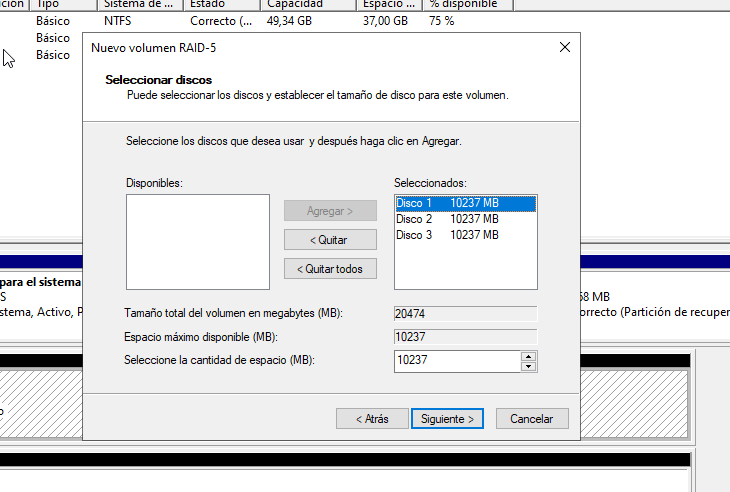 ción Tipo Sistema de ... Estado Capacidad Espacio ... % disponible
Básico NTFS Correcto (... 49,34 GB 37,00 GB 75 %
Básico
Básico
Nuevo volumen RAID-5
Seleccionar discos
Puede seleccionar los discos y establecer el tamaño de disco para este volumen.
Seleccione los discos que desea usar y después haga clic en Agregar.
Disponibles:
Seleccionados:
Agregar >
< Quitar
< Quitar todos
Disco 1 10237 MB
Disco 2 10237 MB
Disco 3 10237 MB
Tamaño total del volumen en megabytes (MB): 20474
Espacio máximo disponible (MB): 10237
Seleccione la cantidad de espacio (MB): 10237
< Atrás Siguiente > Cancelar
para el sistema
FS
stema, Activo, P
68 MB
orrecto (Partición de recuper